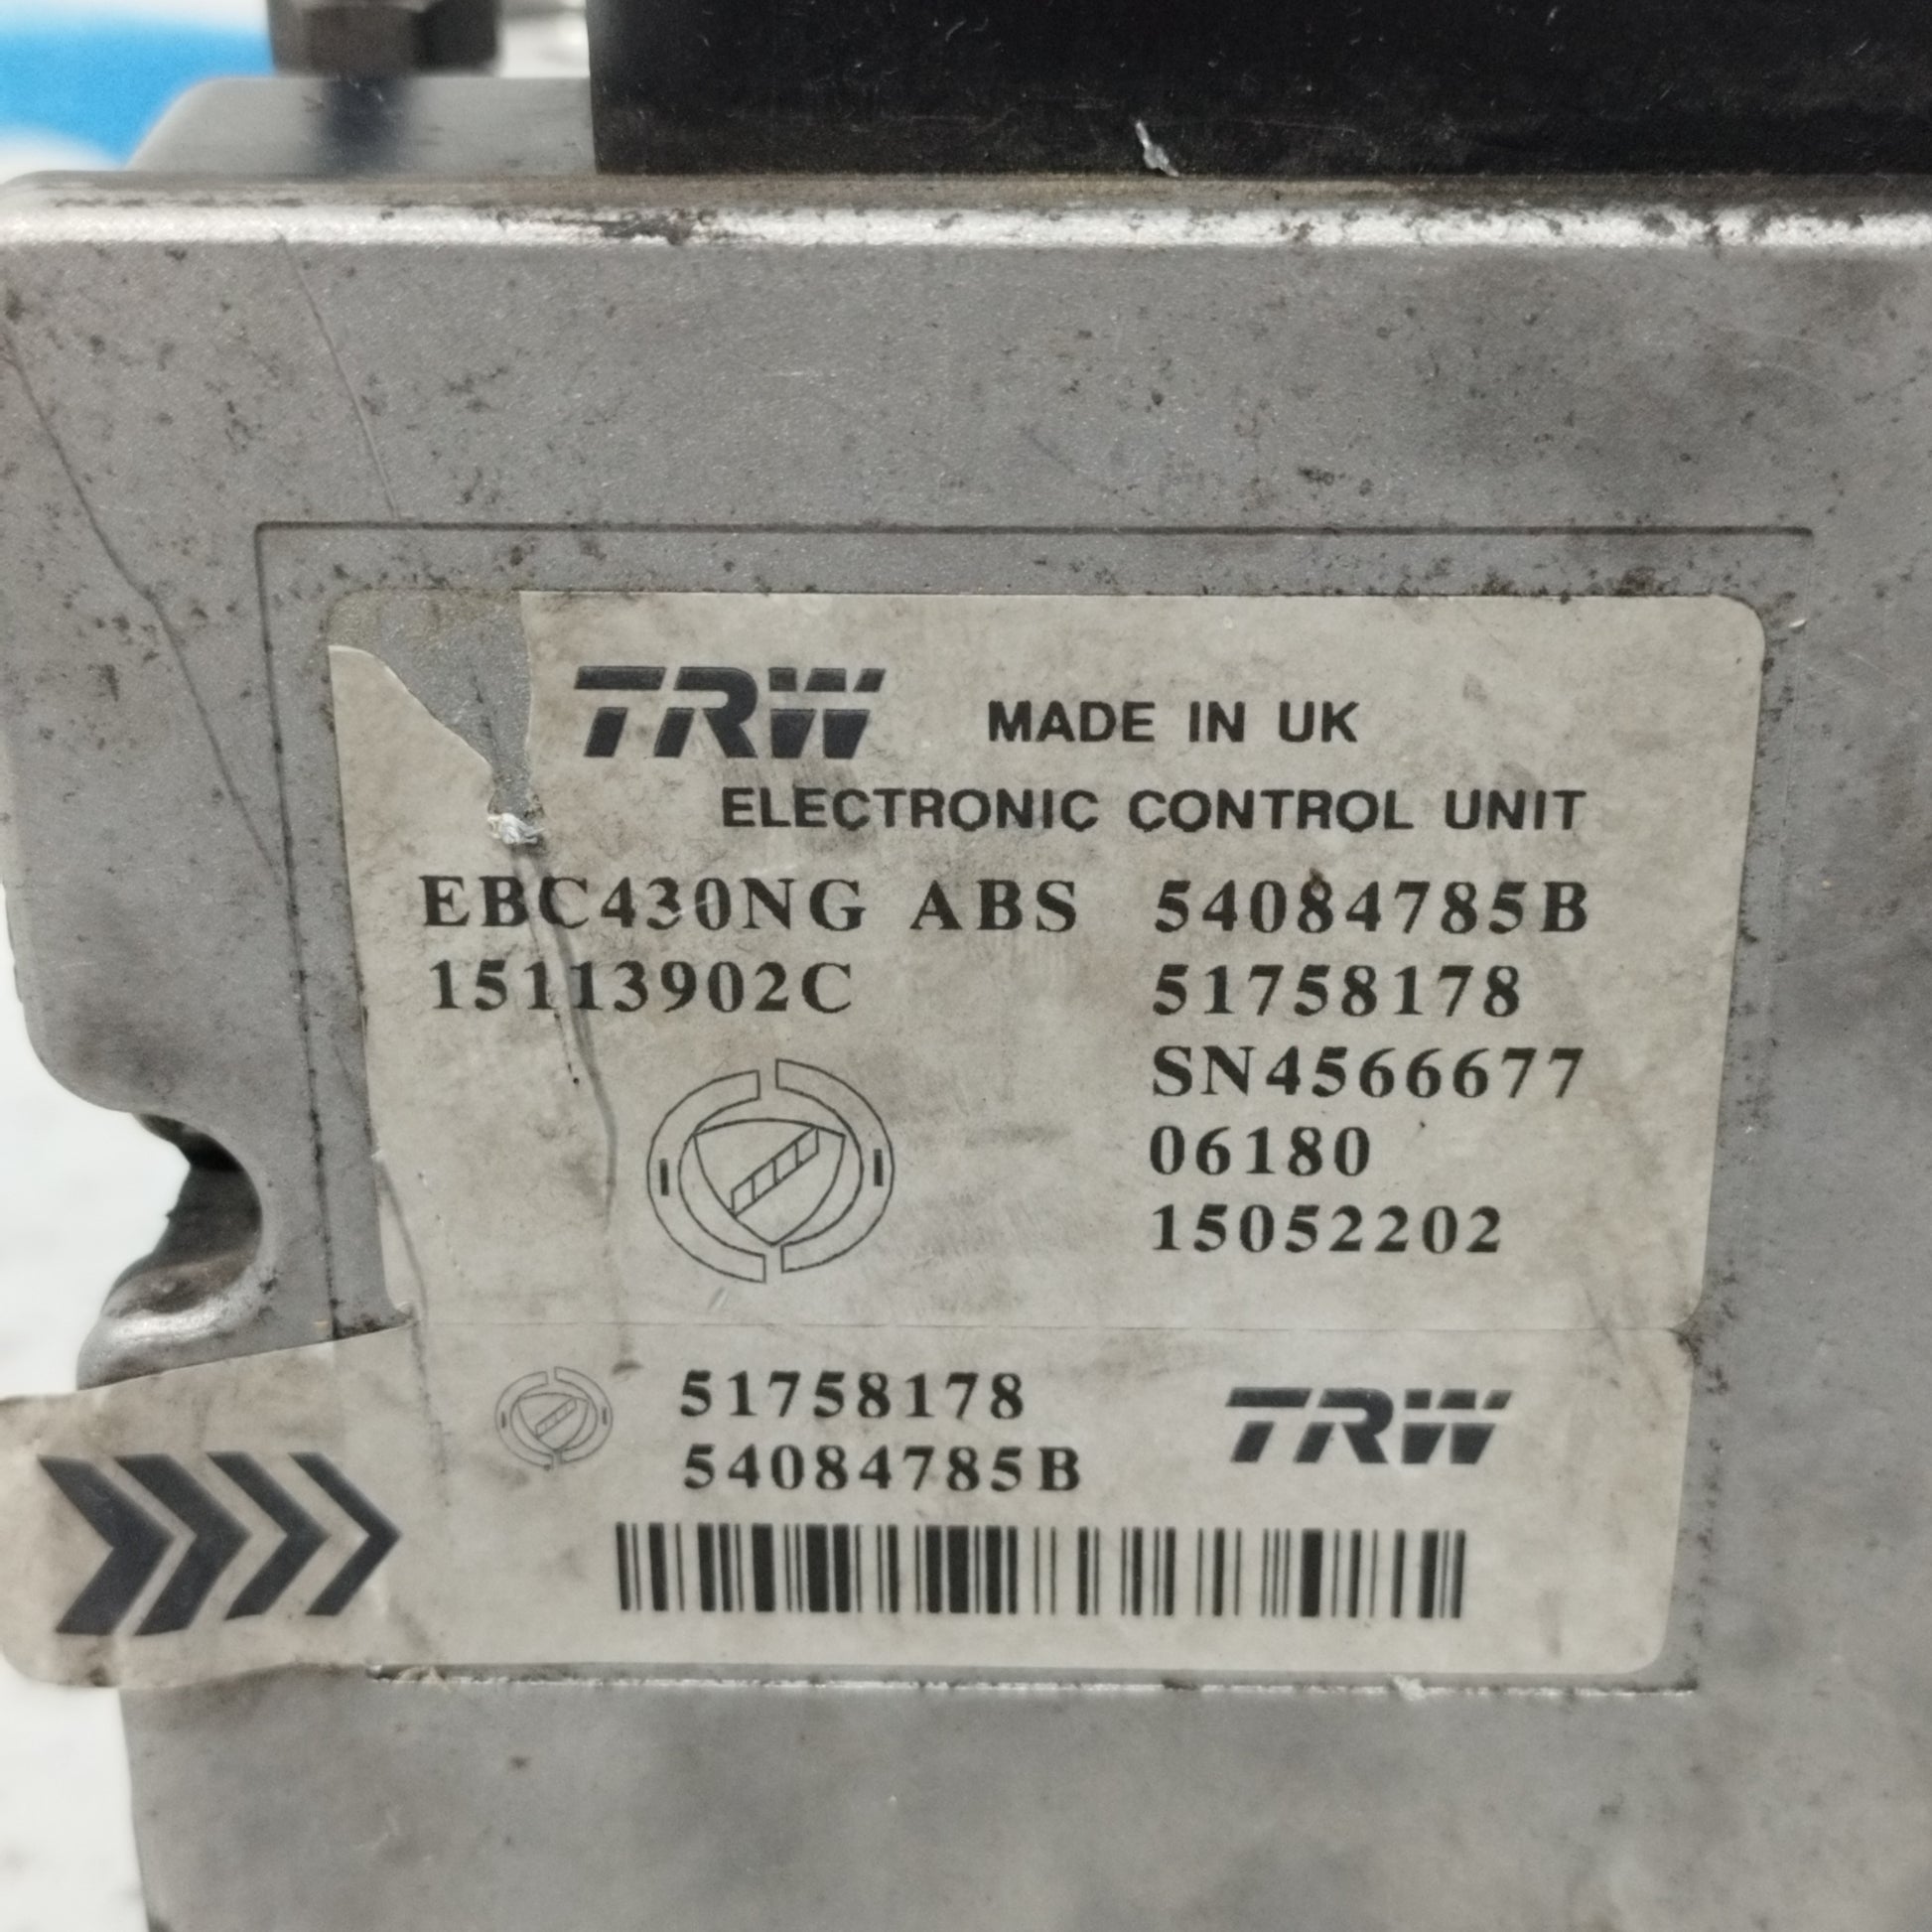 TRW MADE IN UK
ELECTRONIC CONTROL UNIT
EBC430NG ABS 54084785B
15113902C 51758178
SN4566677
06180
15052202
51758178 TRW
54084785B